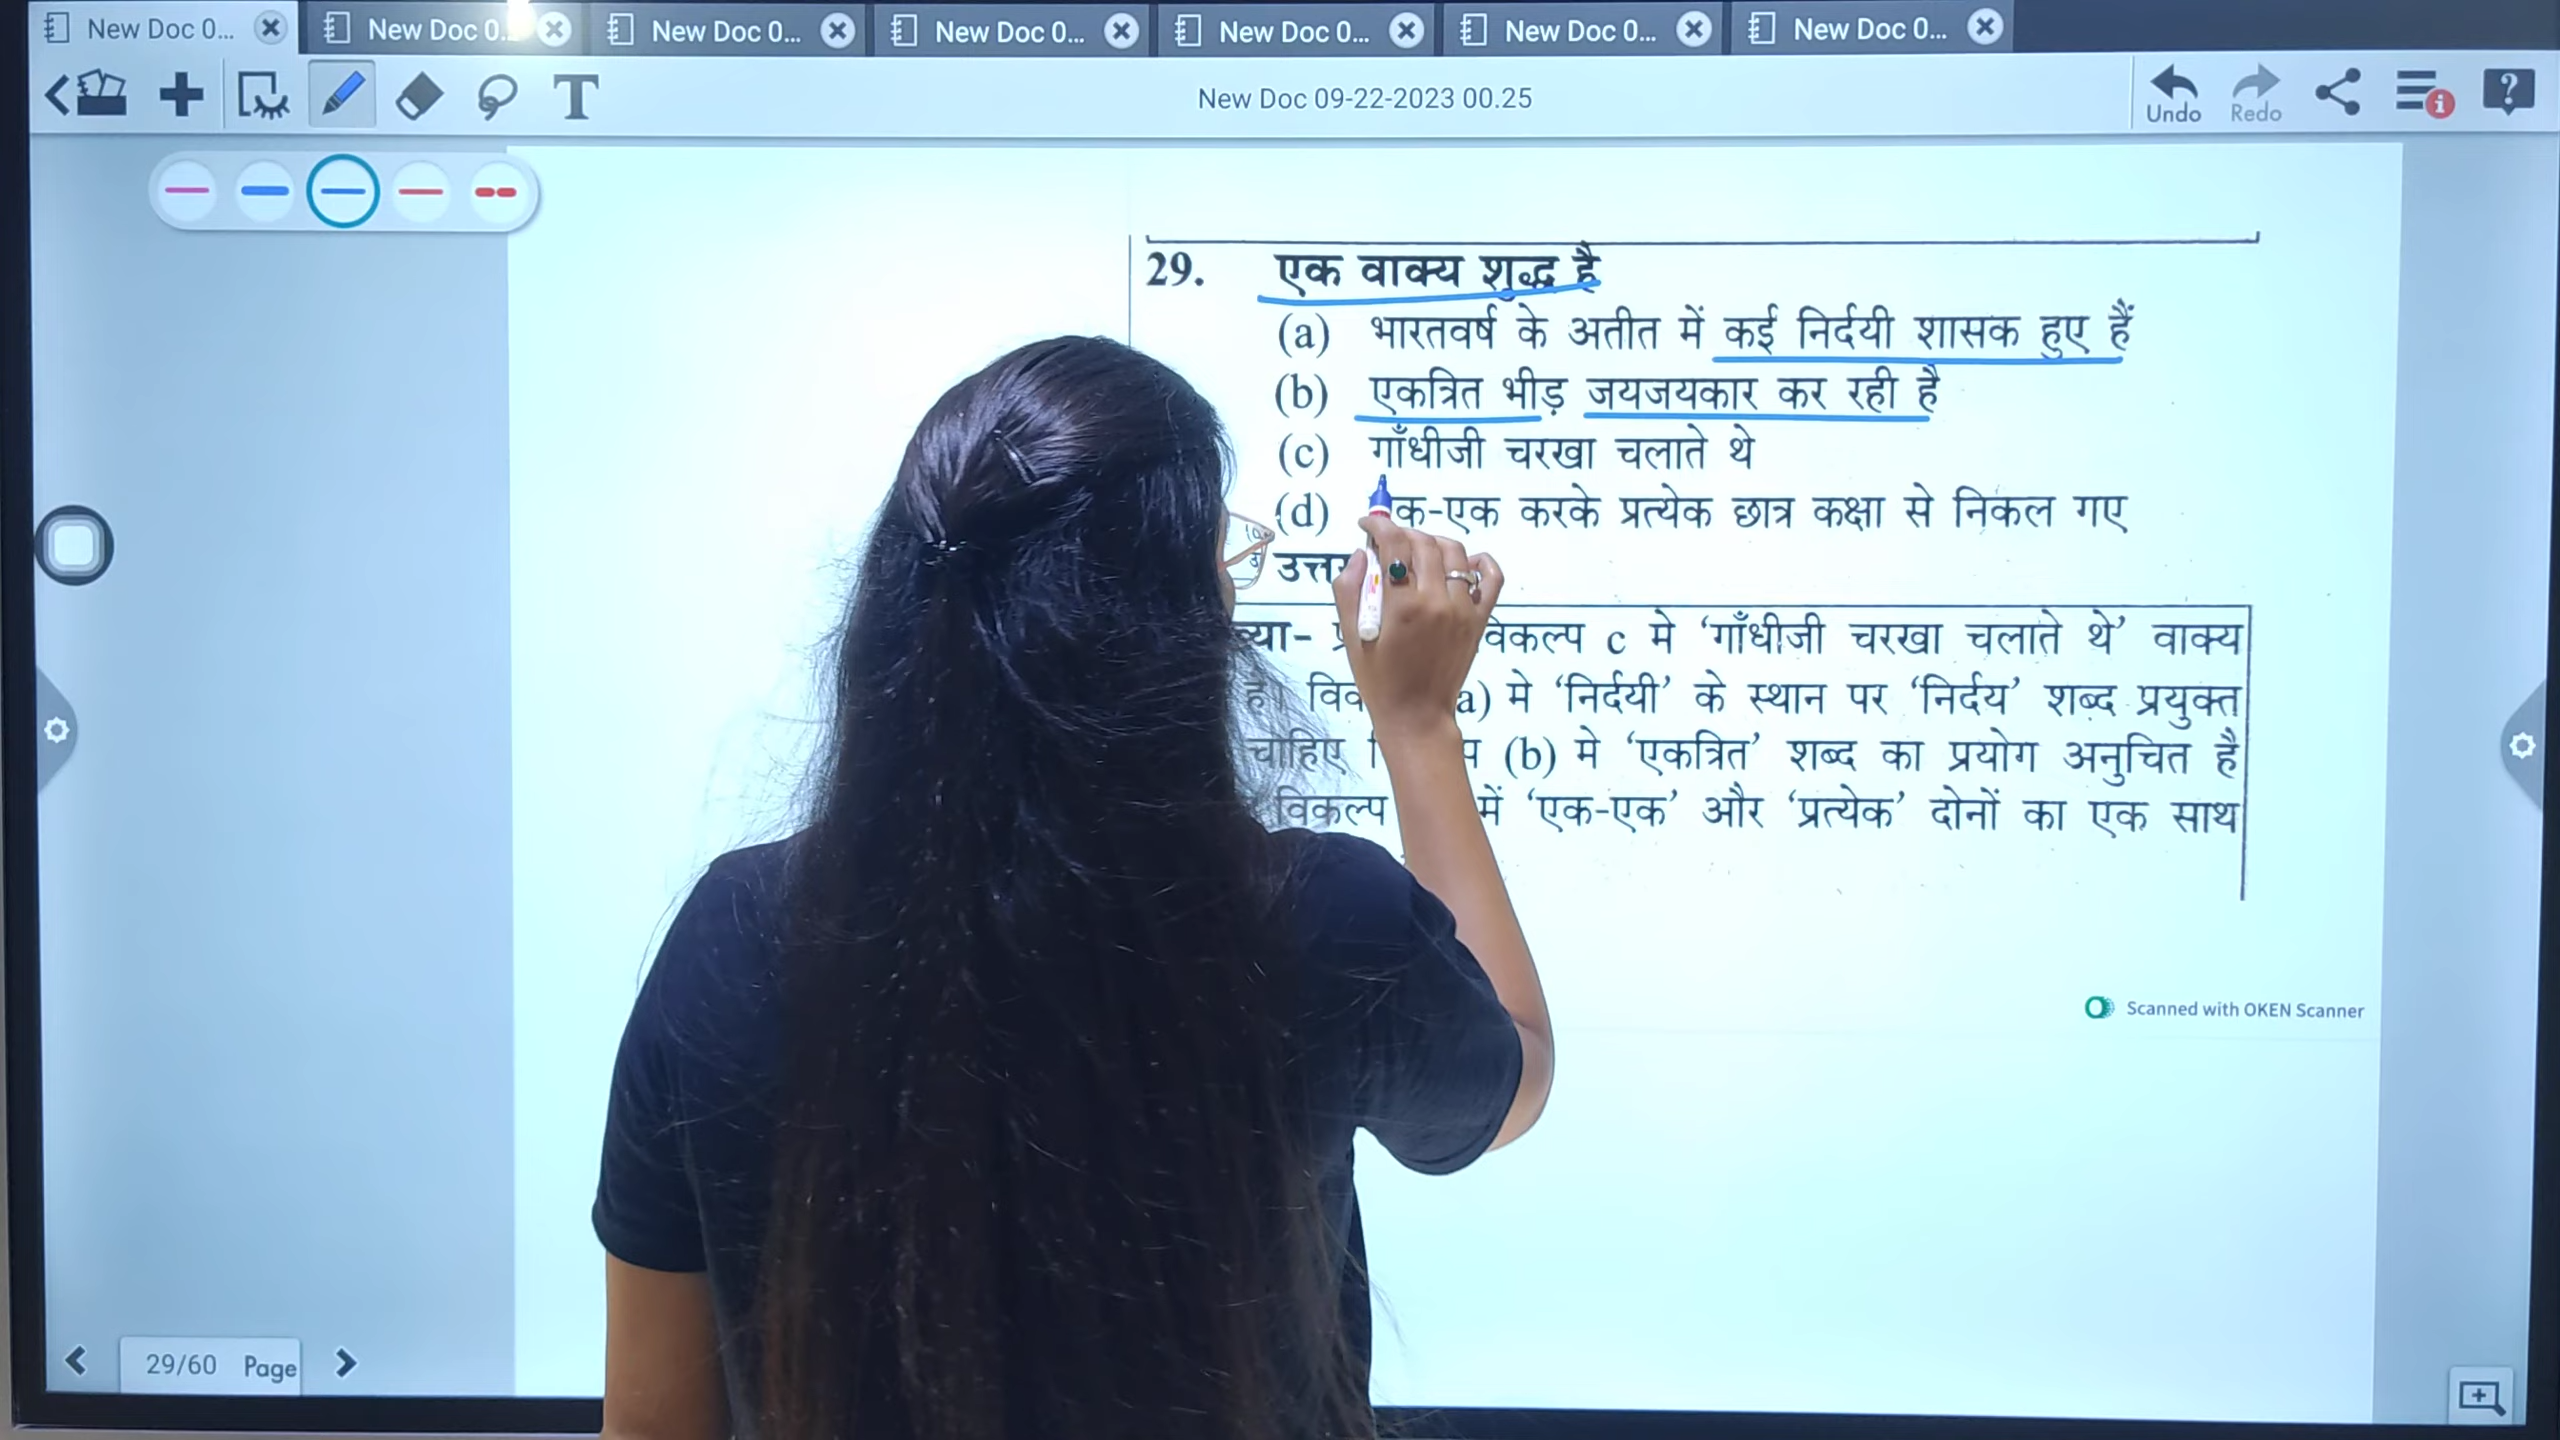 New Doc 0... New Doc 0... New Doc 0... New Doc 0... New Doc 0... New Doc 0... New Doc 0...
T New Doc 09-22-2023 00.25 Undo Redo
29. एक वाक्य शुद्ध है
(a) भारतवर्ष के अतीत में कई निर्दयी शासक हुए हैं
(b) एकत्रित भीड़ जयजयकार कर रही है
(c) गाँधीजी चरखा चलाते थे
(d) क-एक करके प्रत्येक छात्र कक्षा से निकल गए
विकल्प c मे ‘गाँधीजी चरखा चलाते थे’ वाक्य
है। a) मे ‘निर्दयी’ के स्थान पर ‘निर्दय’ शब्द प्रयुक्त
चाहिए (b) मे ‘एकत्रित’ शब्द का प्रयोग अनुचित है
विकल्प में ‘एक-एक’ और ‘प्रत्येक’ दोनों का एक साथ
Scanned with OKEN Scanner
29/60 Page